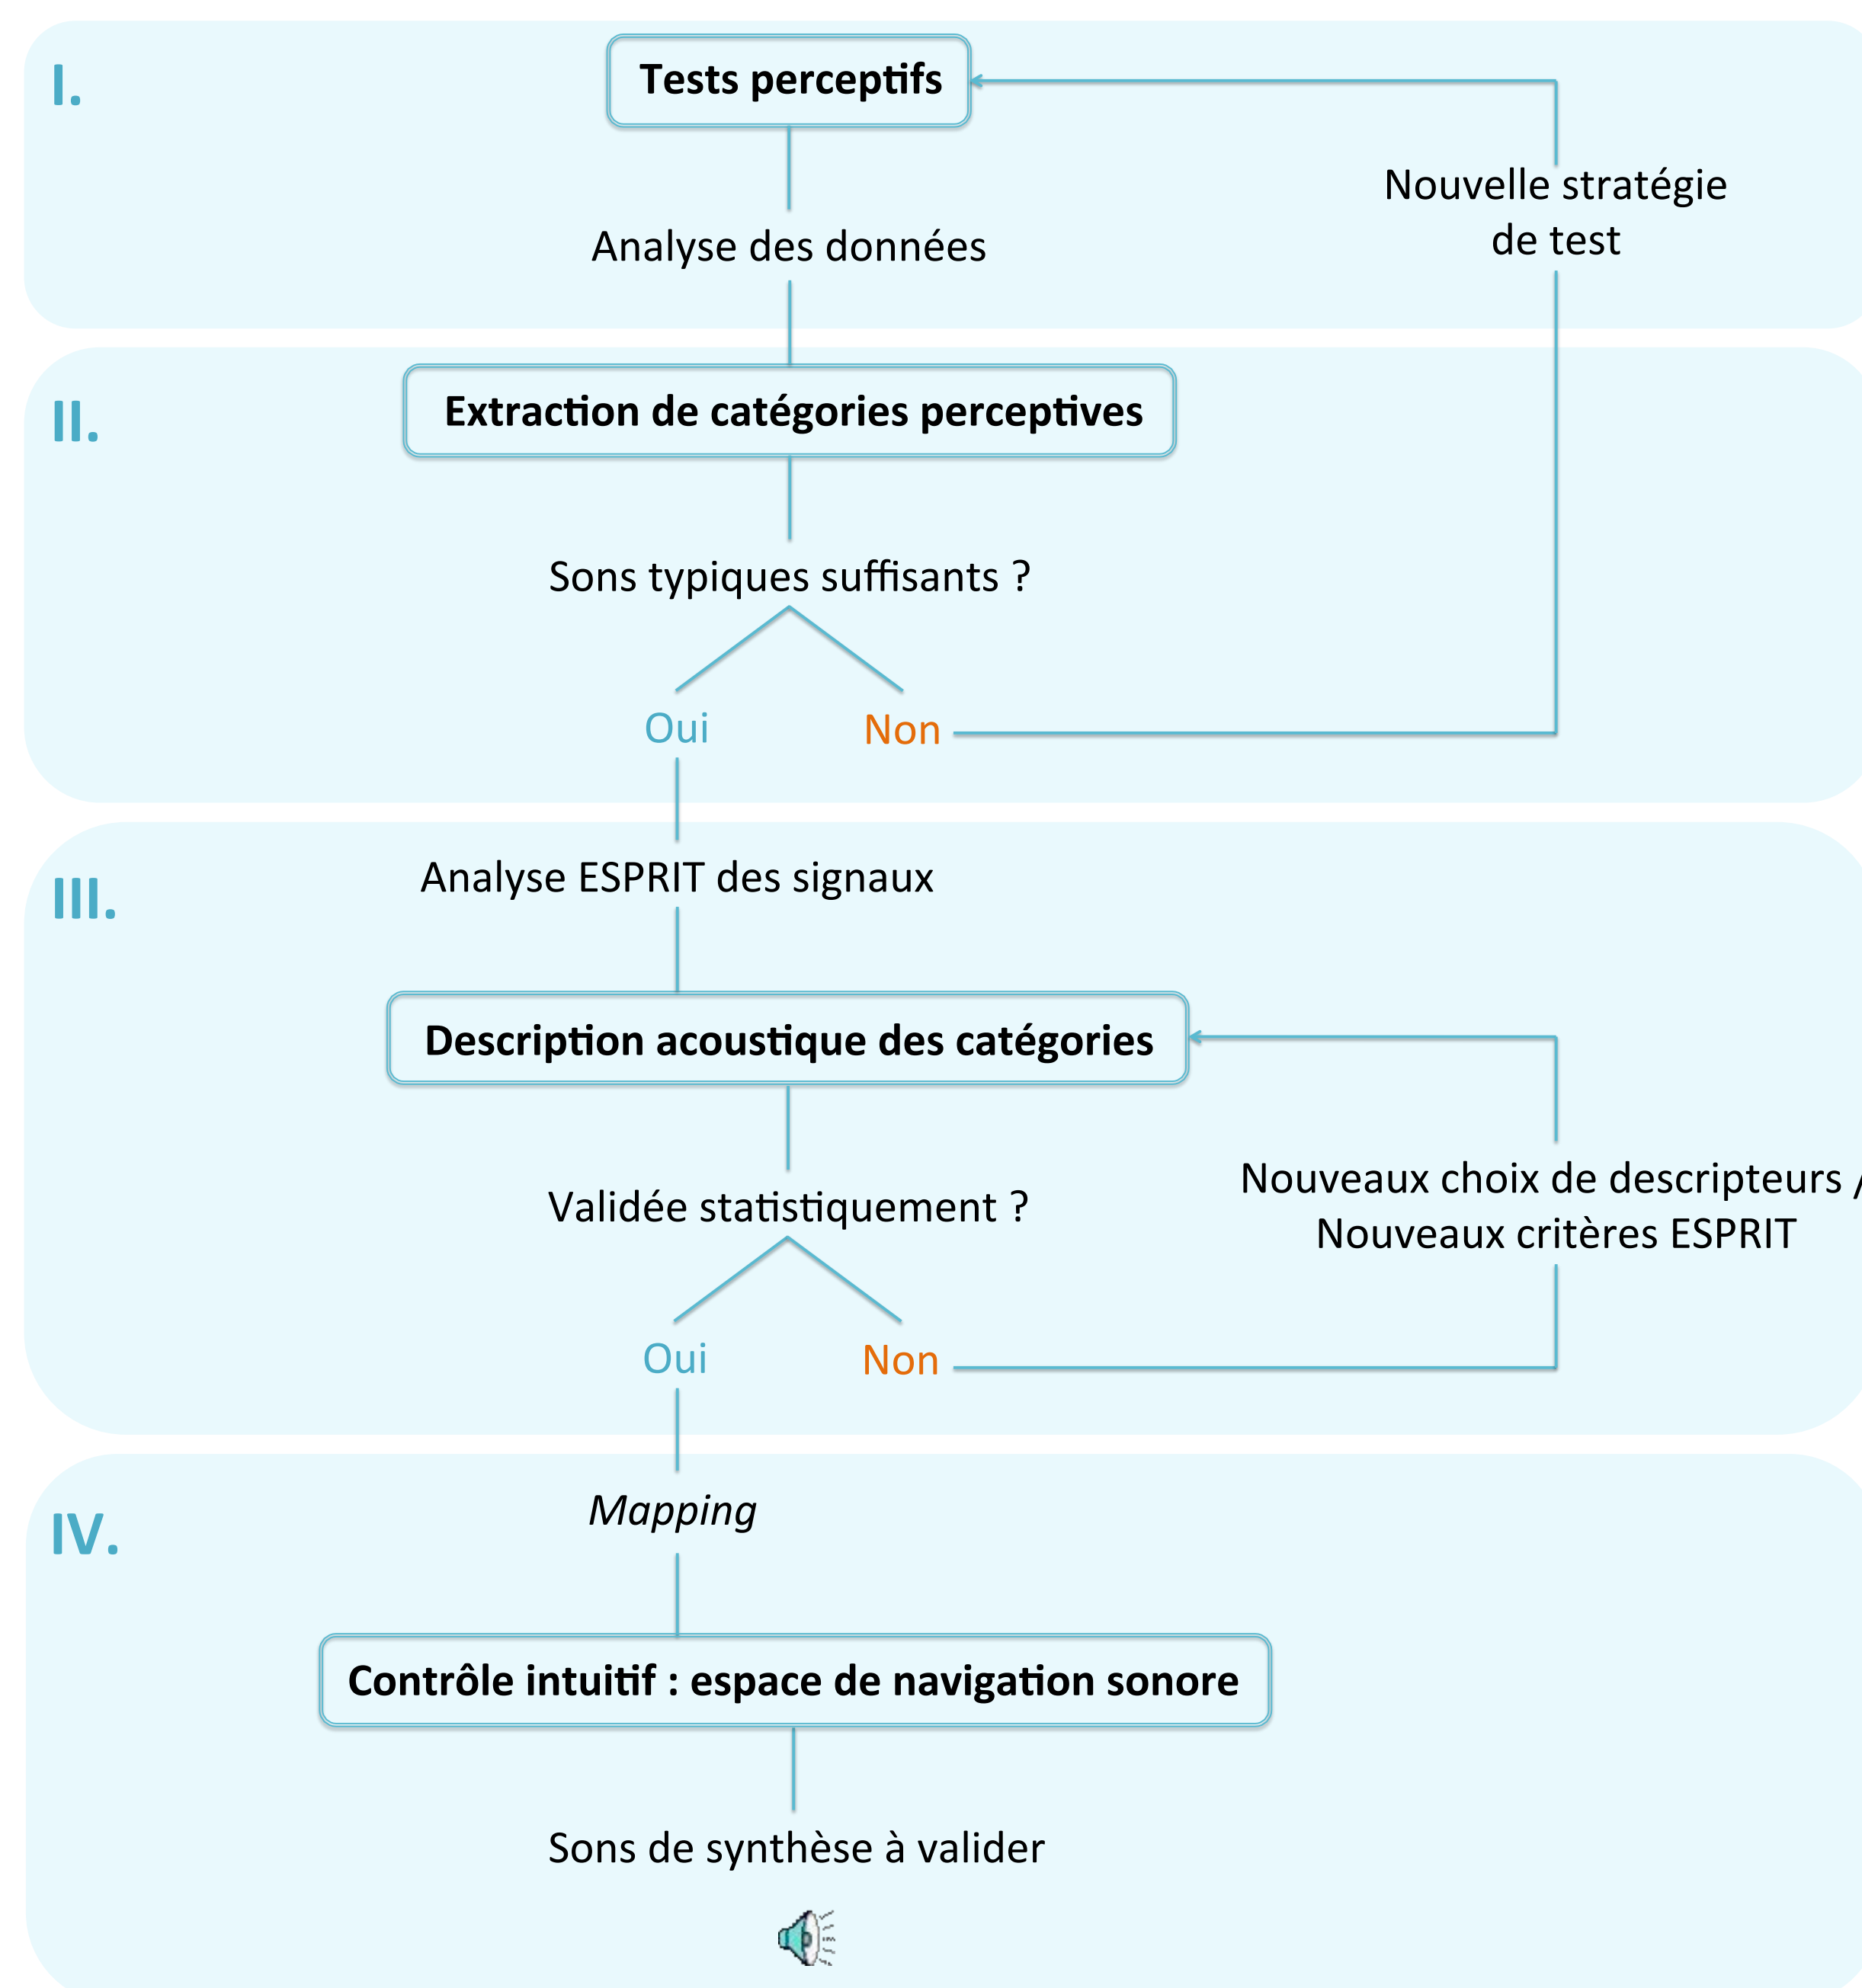 I.
Tests perceptifs
Nouvelle stratégie
de test
Analyse des données
II.
Extraction de catégories perceptives
Sons typiques suffisants ?
Oui
Non
III.
Analyse ESPRIT des signaux
Description acoustique des catégories
Nouveaux choix de descripteurs /
Nouveaux critères ESPRIT
Validée statistiquement ?
Oui
Non
IV.
Mapping
Contrôle intuitif : espace de navigation sonore
Sons de synthèse à valider